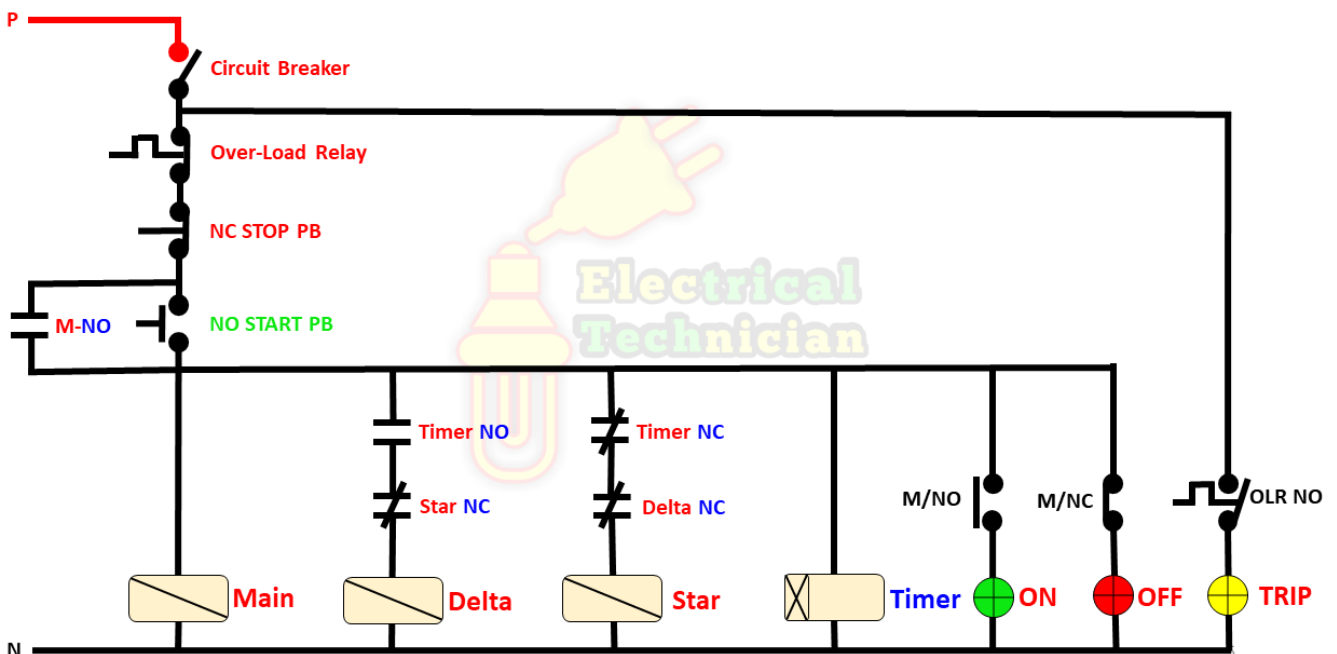 P
Circuit Breaker
Over-Load Relay
NC STOP PB
M-NO
NO START PB
Electrical
Technician
Timer NO
Timer NC
Star NC
Delta NC
M/NO
M/NC
OLR NO
Main
Delta
Star
Timer
ON
OFF
TRIP
N